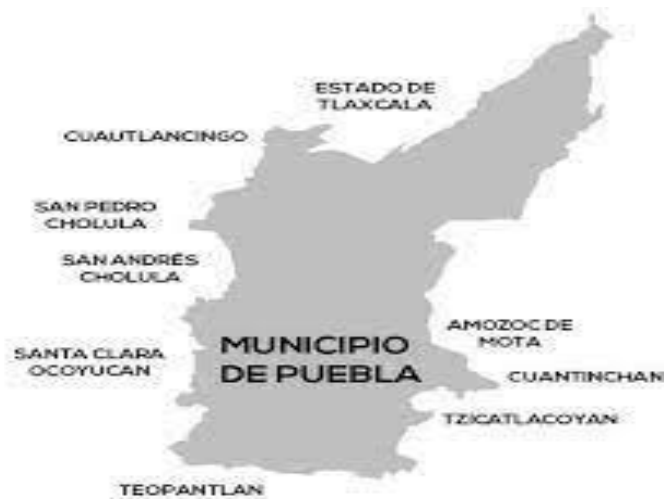 ESTADO DE
TLAXCALA
CUAUTLANCINGO
SAN PEDRO
CHOLULA
SAN ANDRÉS
CHOLULA
AMOZOC DE
MOTA
MUNICIPIO
DE PUEBLA
SANTA CLARA
OCOYUCAN
CUANTINCHAN
TZICATLACOYAN
TEOPANTLAN